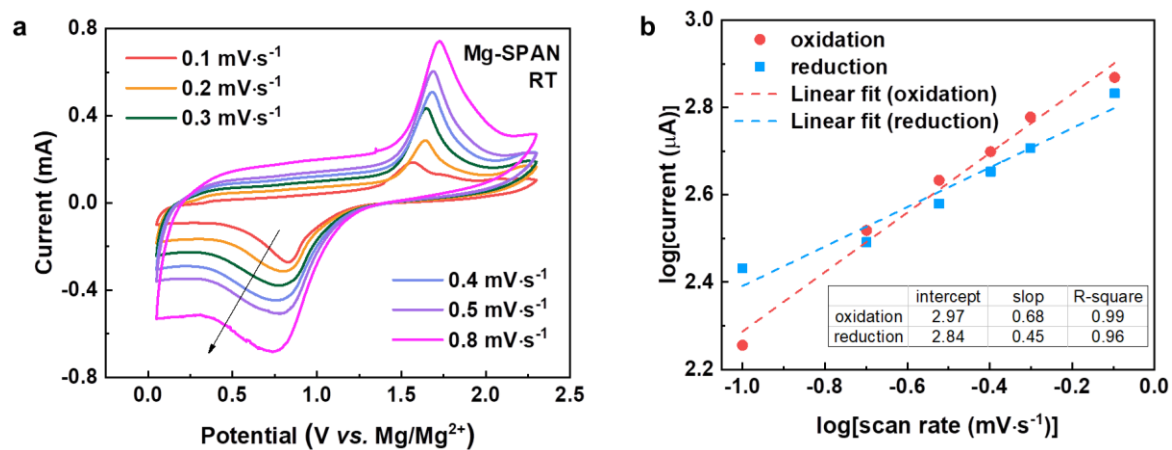 a
0.1 mV·s⁻¹
0.2 mV·s⁻¹
0.3 mV·s⁻¹
Mg-SPAN
RT
0.4 mV·s⁻¹
0.5 mV·s⁻¹
0.8 mV·s⁻¹
0.8
0.4
0.0
-0.4
-0.8
Current (mA)
0.0 0.5 1.0 1.5 2.0 2.5
Potential (V vs. Mg/Mg²⁺)
b
oxidation
reduction
Linear fit (oxidation)
Linear fit (reduction)
3.0
2.8
2.6
2.4
2.2
log[current (μA)]
intercept slop R-square
oxidation 2.97 0.68 0.99
reduction 2.84 0.45 0.96
-1.0 -0.8 -0.6 -0.4 -0.2 0.0
log[scan rate (mV·s⁻¹)]